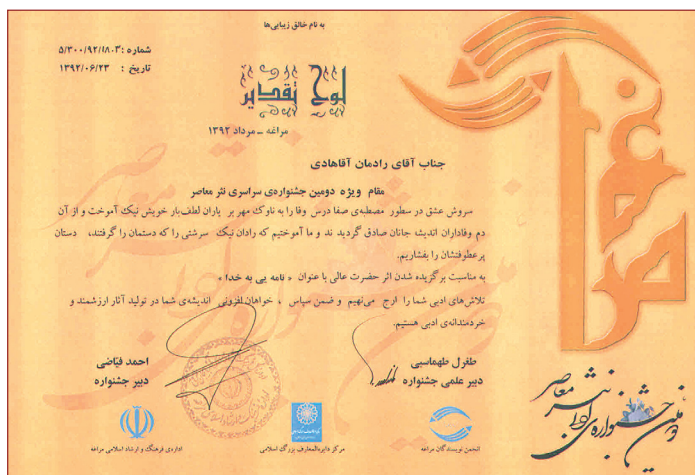 به نام خالق زیبایی‌ها
شماره : ۵/۳۰۰/۹۲/۱۸۰۳
تاریخ : ۱۳۹۲/۰۶/۲۳
لوح تقدیر
مراغه – مرداد ۱۳۹۲
جناب آقای رادمان آقاهادی
مقام ویژه دومین جشنواره‌ی سراسری نثر معاصر
سروش عشق در سطور مصطبه‌ی صفا درس وفا را به ناوک مهر بر یاران لطف‌بار خویش نیک آموخت و از آن
دم وفاداران اندیشه جانان صادق گردید ند و ما آموختیم که رادان نیک سرشتی را که دستمان را گرفتند، دستان
پرعطوفتشان را بفشاریم.
به مناسبت برگزیده شدن اثر حضرت عالی با عنوان « نامه یی به خدا »
تلاش‌های ادبی شما را ارج می‌نهیم و ضمن سپاس ، خواهان افزونی اندیشه‌ی شما در تولید آثار ارزشمند و
خردمندانه‌ی ادبی هستیم.
طغرل طهماسبی
دبیر علمی جشنواره
احمد فیاضی
دبیر جشنواره
دومین جشنواره‌ی نثر معاصر
انجمن نویسندگان مراغه
مرکز دایرةالمعارف بزرگ اسلامی
اداره‌ی فرهنگ و ارشاد اسلامی مراغه